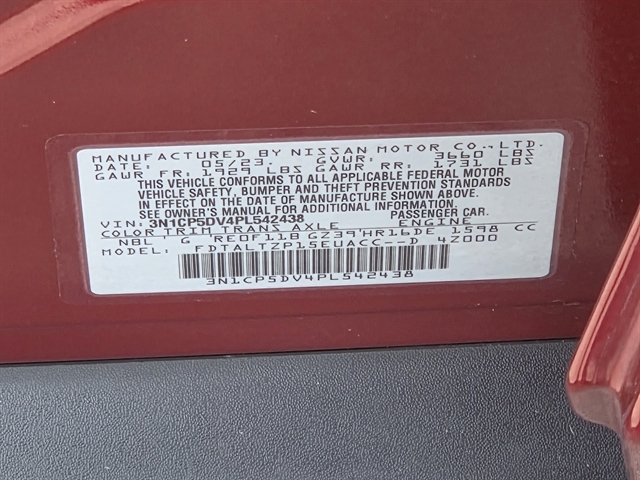 MANUFACTURED BY NISSAN MOTOR CO., LTD.
DATE: 05/23. GVWR: 3660 LBS
GAWR FR: 1929 LBS GAWR RR: 1731 LBS
THIS VEHICLE CONFORMS TO ALL APPLICABLE FEDERAL MOTOR
VEHICLE SAFETY, BUMPER AND THEFT PREVENTION STANDARDS
IN EFFECT ON THE DATE OF MANUFACTURE SHOWN ABOVE.
SEE OWNER'S MANUAL FOR ADDITIONAL INFORMATION.
VIN: 3N1CP5DV4PL542438 PASSENGER CAR.
COLOR TRIM TRANS AXLE ENGINE
NBL G RE0F11B GZ39 HR16DE 1598 CC
MODEL: FDTALTZP15EUACC--D 4Z000
3N1CP5DV4PL542438